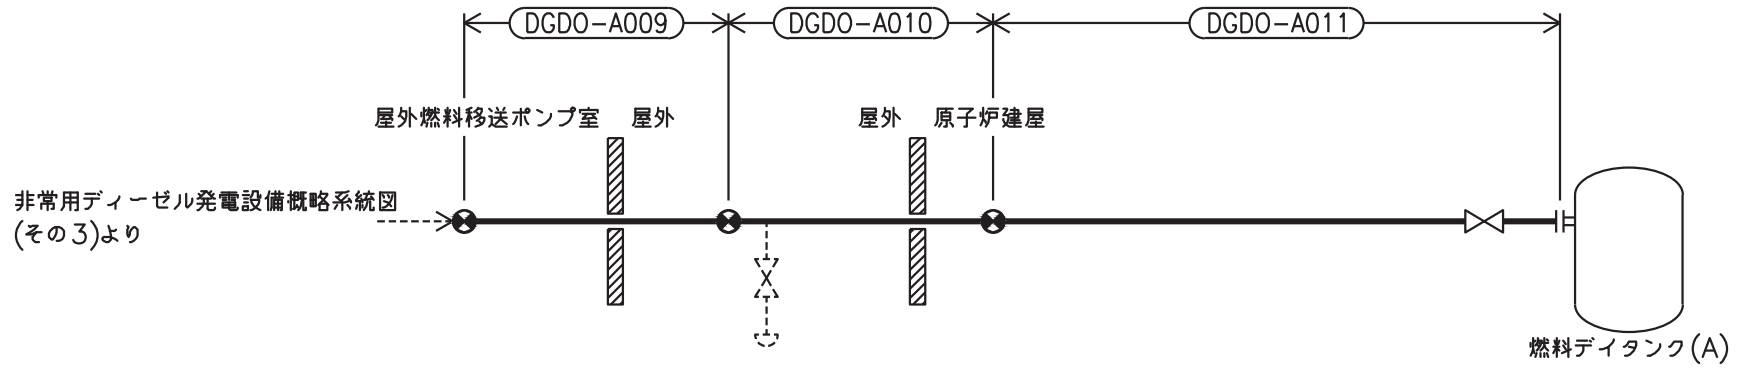 DGDO-A009 DGDO-A010 DGDO-A011
屋外燃料移送ポンプ室 屋外 屋外 原子炉建屋
非常用ディーゼル発電設備概略系統図
(その3)より
燃料デイタンク(A)